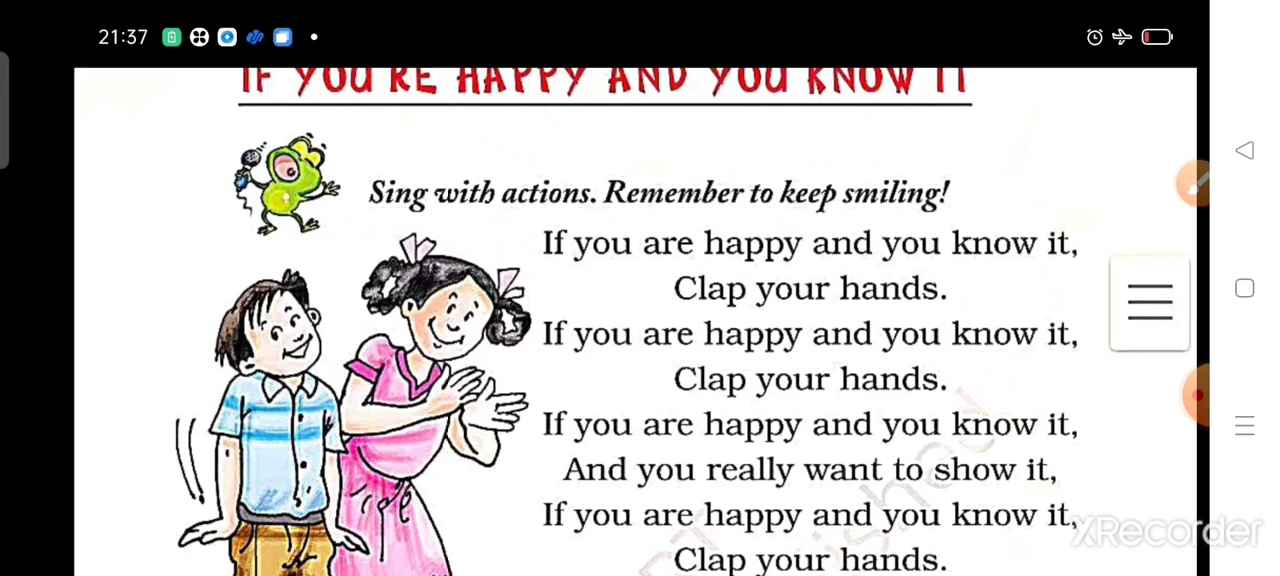 21:37
IF YOU'RE HAPPY AND YOU KNOW IT
Sing with actions. Remember to keep smiling!
If you are happy and you know it,
Clap your hands.
If you are happy and you know it,
Clap your hands.
If you are happy and you know it,
And you really want to show it,
If you are happy and you know it,
Clap your hands.
XRecorder